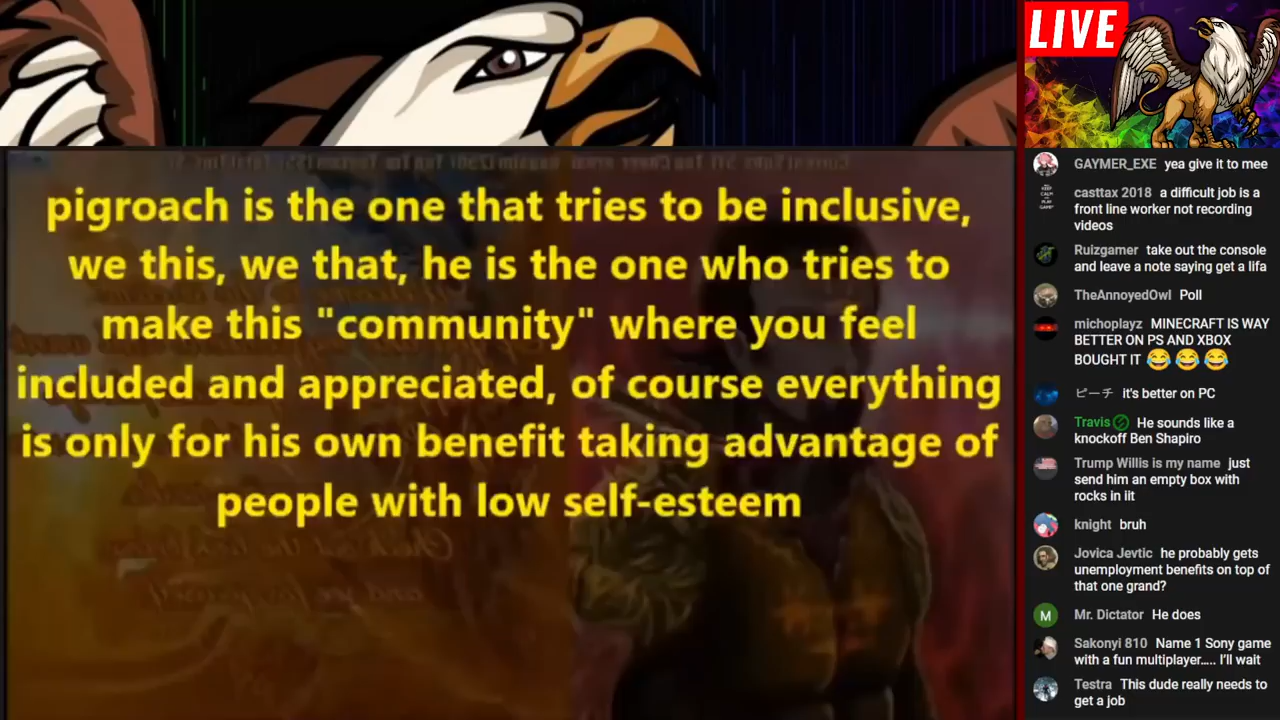 LIVE
pigroach is the one that tries to be inclusive,
we this, we that, he is the one who tries to
make this "community" where you feel
included and appreciated, of course everything
is only for his own benefit taking advantage of
people with low self-esteem
GAYMER_EXE yea give it to mee
casttax 2018 a difficult job is a
front line worker not recording
videos
Ruizgamer take out the console
and leave a note saying get a lifa
TheAnnoyedOwl Poll
michoplayz MINECRAFT IS WAY
BETTER ON PS AND XBOX
BOUGHT IT 😂 😂 😂
ピーチ it's better on PC
Travis He sounds like a
knockoff Ben Shapiro
Trump Willis is my name just
send him an empty box with
rocks in iit
knight bruh
Jovica Jevtic he probably gets
unemployment benefits on top of
that one grand?
M Mr. Dictator He does
Sakonyi 810 Name 1 Sony game
with a fun multiplayer..... I'll wait
Testra This dude really needs to
get a job